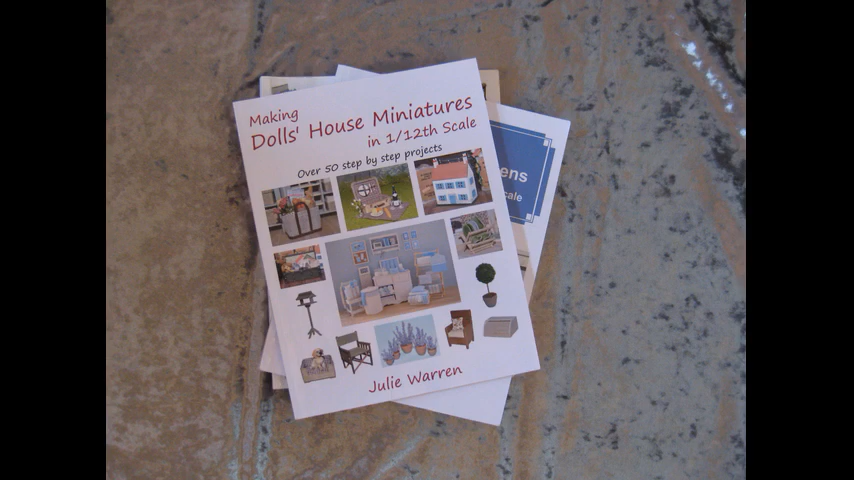 Making
Dolls' House Miniatures
in 1/12th Scale
Over 50 step by step projects
Julie Warren
ens
cale